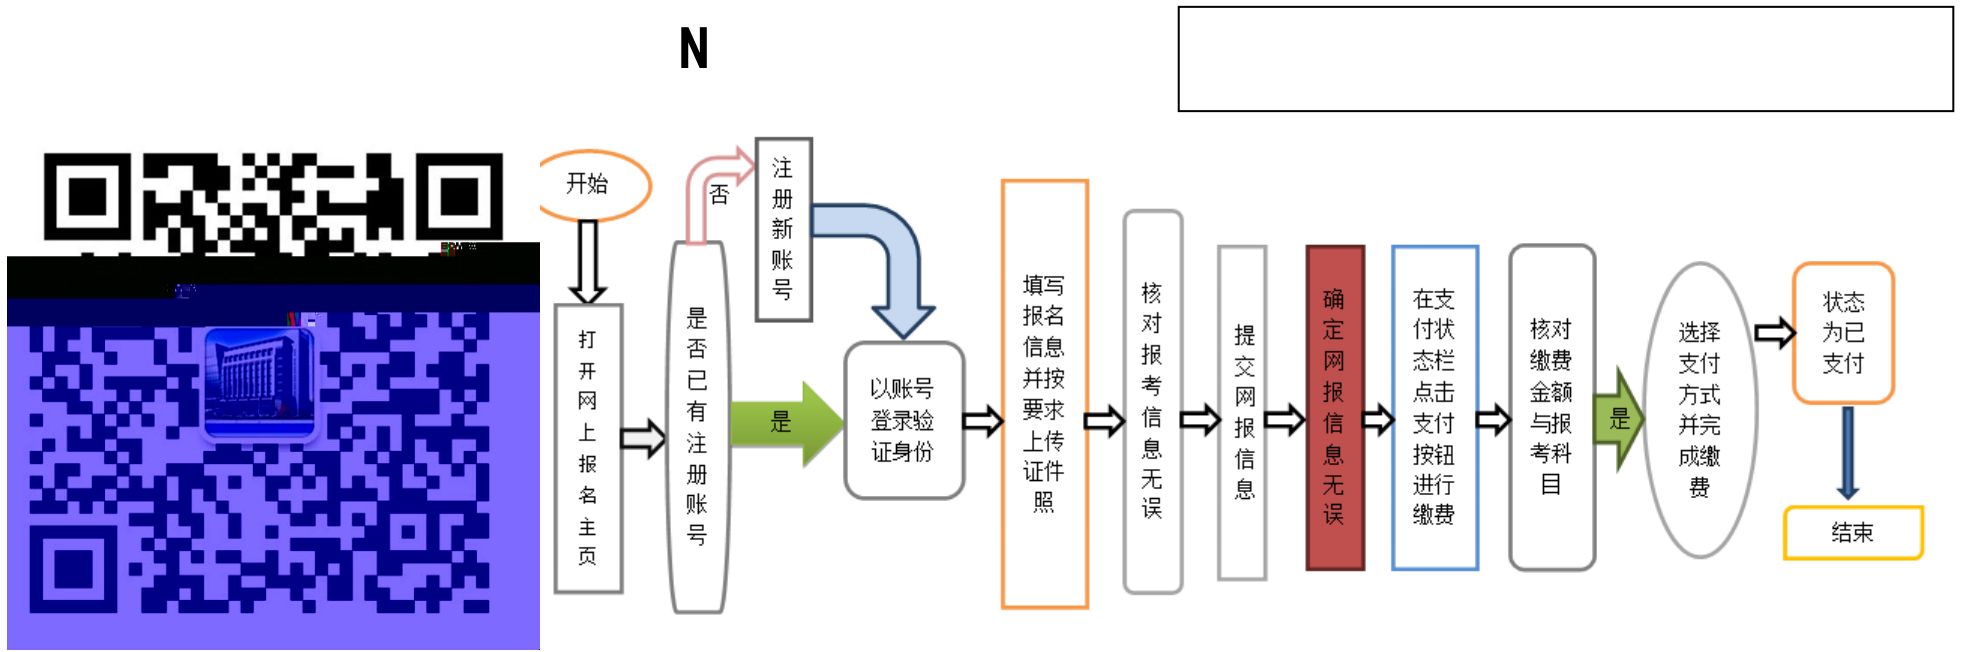 N
开始
打
开
网
上
报
名
主
页
是
否
已
有
注
册
账
号
否
注
册
新
账
号
是
以账号
登录验
证身份
填写
报名
信息
并按
要求
上传
证件
照
核
对
报
考
信
息
无
误
提
交
网
报
信
息
确
定
网
报
信
息
无
误
在支
付状
态栏
点击
支付
按钮
进行
缴费
核对
缴费
金额
与报
考科
目
是
选择
支付
方式
并完
成缴
费
状态
为已
支付
结束